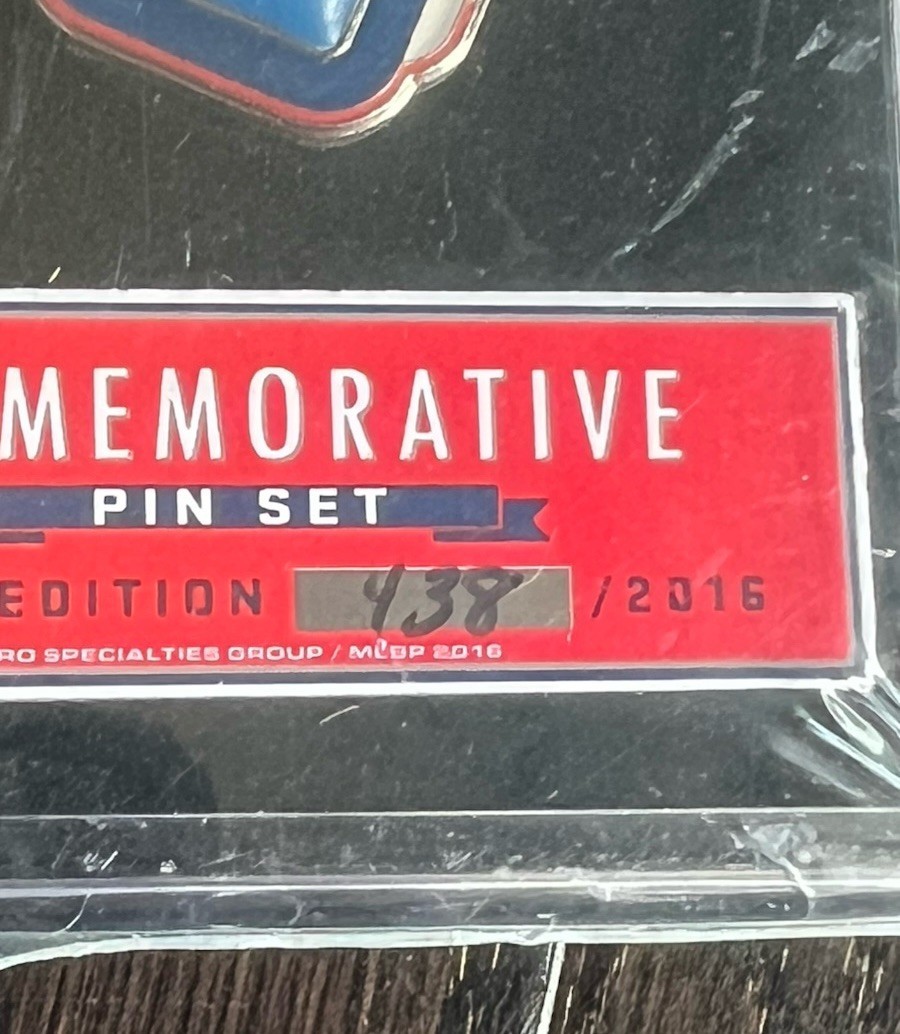 MEMORATIVE
PIN SET
EDITION 438 /2016
RO SPECIALTIES GROUP / MLBP 2016